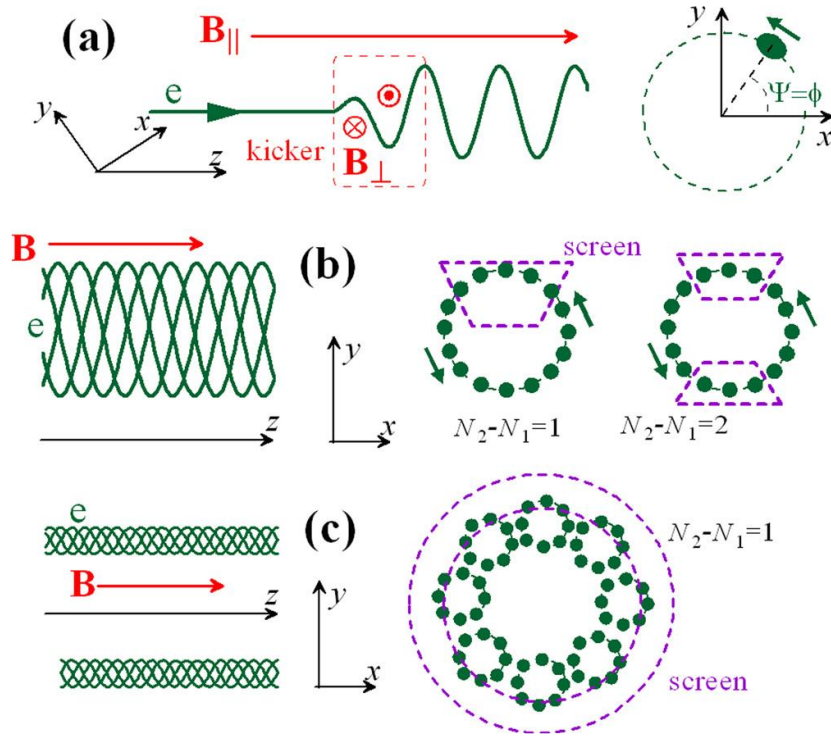 (a)
B||
e
y
x
z
kicker
B⊥
y
Ψ=ϕ
x
B
e
z
(b)
y
x
screen
N₂-N₁=1
N₂-N₁=2
e
B
z
(c)
y
x
N₂-N₁=1
screen